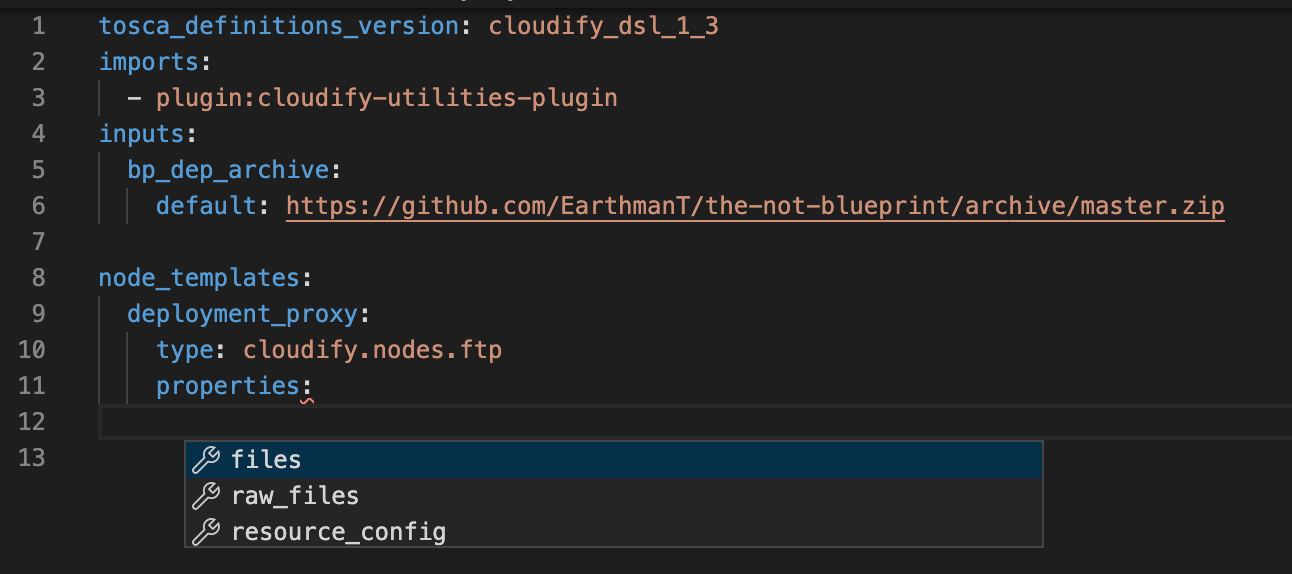 1 tosca_definitions_version: cloudify_dsl_1_3
2 imports:
3 - plugin:cloudify-utilities-plugin
4 inputs:
5 bp_dep_archive:
6 default: https://github.com/EarthmanT/the-not-blueprint/archive/master.zip
7
8 node_templates:
9 deployment_proxy:
10 type: cloudify.nodes.ftp
11 properties:
12
files
13
raw_files
resource_config